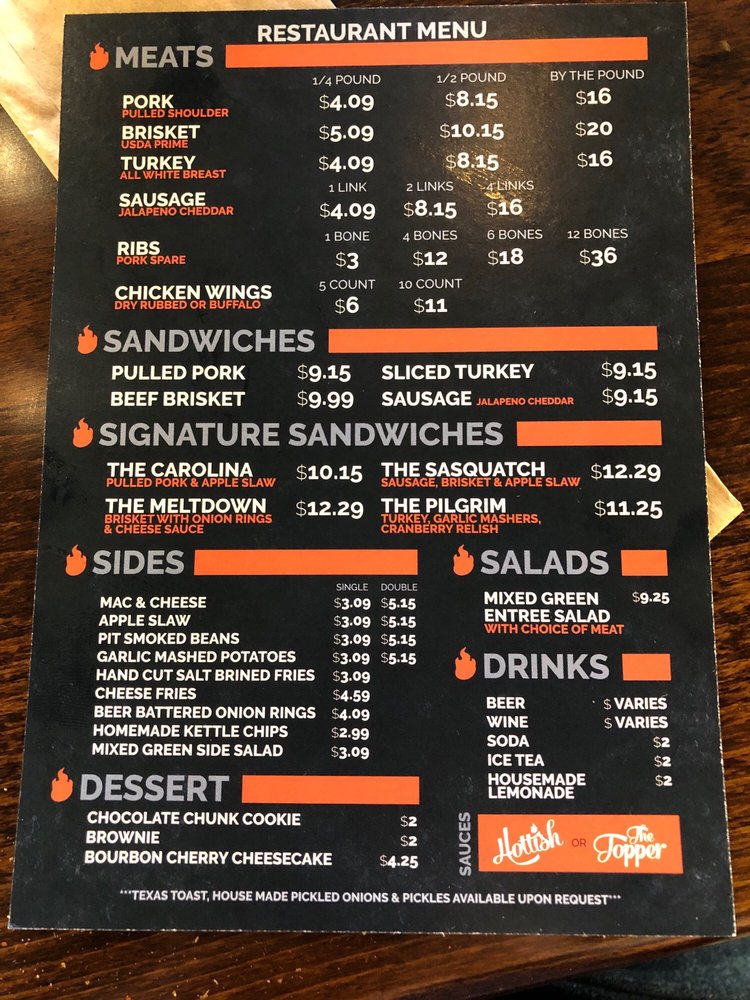 RESTAURANT MENU
MEATS
1/4 POUND 1/2 POUND BY THE POUND
PORK $4.09 $8.15 $16
PULLED SHOULDER
BRISKET $5.09 $10.15 $20
USDA PRIME
TURKEY $4.09 $8.15 $16
ALL WHITE BREAST
1 LINK 2 LINKS 4 LINKS
SAUSAGE $4.09 $8.15 $16
JALAPENO CHEDDAR
1 BONE 4 BONES 6 BONES 12 BONES
RIBS $3 $12 $18 $36
PORK SPARE
5 COUNT 10 COUNT
CHICKEN WINGS $6 $11
DRY RUBBED OR BUFFALO
SANDWICHES
PULLED PORK $9.15 SLICED TURKEY $9.15
BEEF BRISKET $9.99 SAUSAGE JALAPENO CHEDDAR $9.15
SIGNATURE SANDWICHES
THE CAROLINA $10.15 THE SASQUATCH $12.29
PULLED PORK & APPLE SLAW SAUSAGE, BRISKET & APPLE SLAW
THE MELTDOWN $12.29 THE PILGRIM $11.25
BRISKET WITH ONION RINGS TURKEY, GARLIC MASHERS,
& CHEESE SAUCE CRANBERRY RELISH
SIDES
SINGLE DOUBLE
MAC & CHEESE $3.09 $5.15
APPLE SLAW $3.09 $5.15
PIT SMOKED BEANS $3.09 $5.15
GARLIC MASHED POTATOES $3.09 $5.15
HAND CUT SALT BRINED FRIES $3.09
CHEESE FRIES $4.59
BEER BATTERED ONION RINGS $4.09
HOMEMADE KETTLE CHIPS $2.99
MIXED GREEN SIDE SALAD $3.09
SALADS
MIXED GREEN $9.25
ENTREE SALAD
WITH CHOICE OF MEAT
DRINKS
BEER $ VARIES
WINE $ VARIES
SODA $2
ICE TEA $2
HOUSEMADE $2
LEMONADE
DESSERT
CHOCOLATE CHUNK COOKIE $2
BROWNIE $2
BOURBON CHERRY CHEESECAKE $4.25
SAUCES
Hottish OR The Topper
***TEXAS TOAST, HOUSE MADE PICKLED ONIONS & PICKLES AVAILABLE UPON REQUEST***